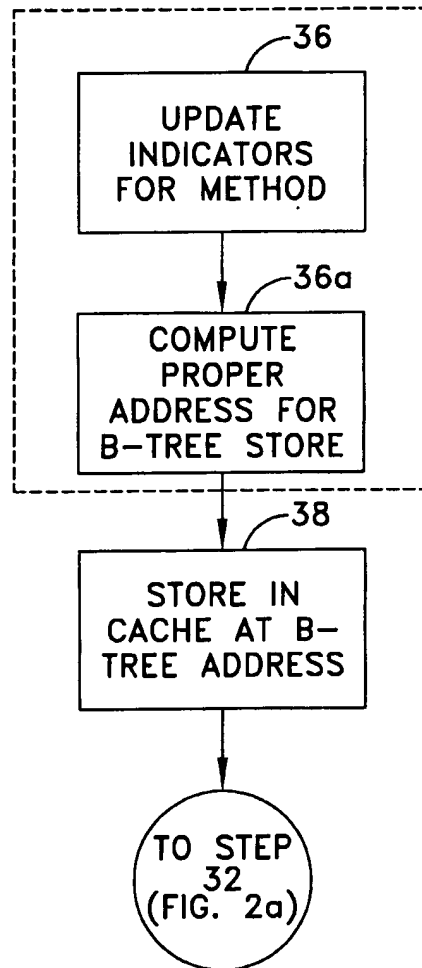 36
UPDATE
INDICATORS
FOR METHOD
36a
COMPUTE
PROPER
ADDRESS FOR
B-TREE STORE
38
STORE IN
CACHE AT B-
TREE ADDRESS
TO STEP
32
(FIG. 2a)